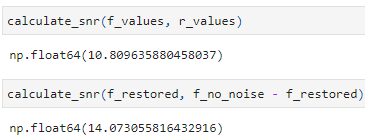 calculate_snr(f_values, r_values)
np.float64(10.809635880458037)
calculate_snr(f_restored, f_no_noise - f_restored)
np.float64(14.073055816432916)